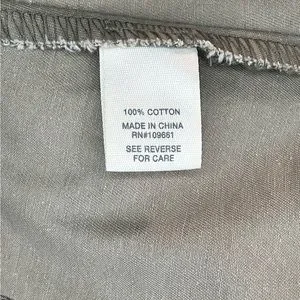 100% COTTON
MADE IN CHINA
RN#109661
SEE REVERSE
FOR CARE